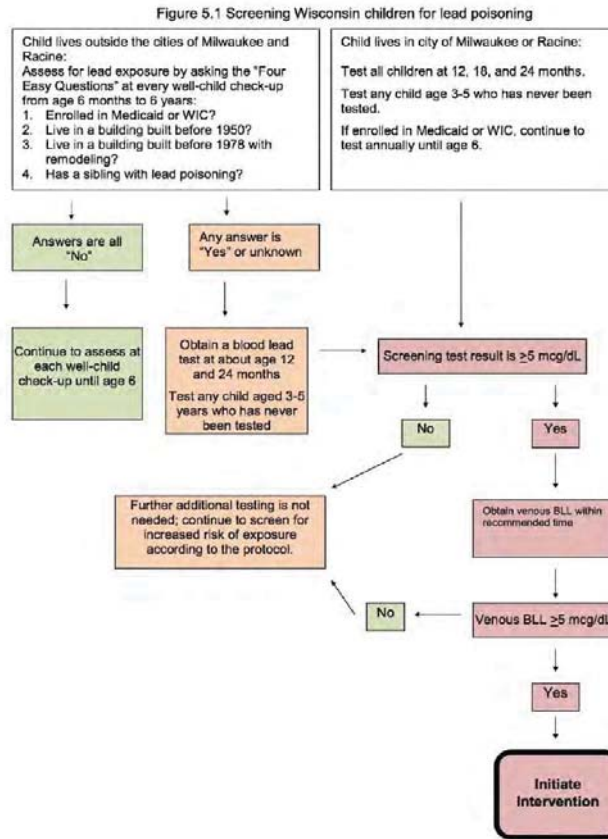 Figure 5.1 Screening Wisconsin children for lead poisoning
Child lives outside the cities of Milwaukee and
Racine:
Assess for lead exposure by asking the "Four
Easy Questions" at every well-child check-up
from age 6 months to 6 years:
1. Enrolled in Medicaid or WIC?
2. Live in a building built before 1950?
3. Live in a building built before 1978 with
remodeling?
4. Has a sibling with lead poisoning?
Child lives in city of Milwaukee or Racine:
Test all children at 12, 18, and 24 months.
Test any child age 3-5 who has never been
tested.
If enrolled in Medicaid or WIC, continue to
test annually until age 6.
Answers are all
"No"
Any answer is
"Yes" or unknown
Continue to assess at
each well-child
check-up until age 6
Obtain a blood lead
test at about age 12
and 24 months
Test any child aged 3-5
years who has never
been tested
Screening test result is ≥5 mcg/dL
No
Yes
Further additional testing is not
needed; continue to screen for
increased risk of exposure
according to the protocol.
Obtain venous BLL within
recommended time
No
Venous BLL ≥5 mcg/dL
Yes
Initiate
Intervention